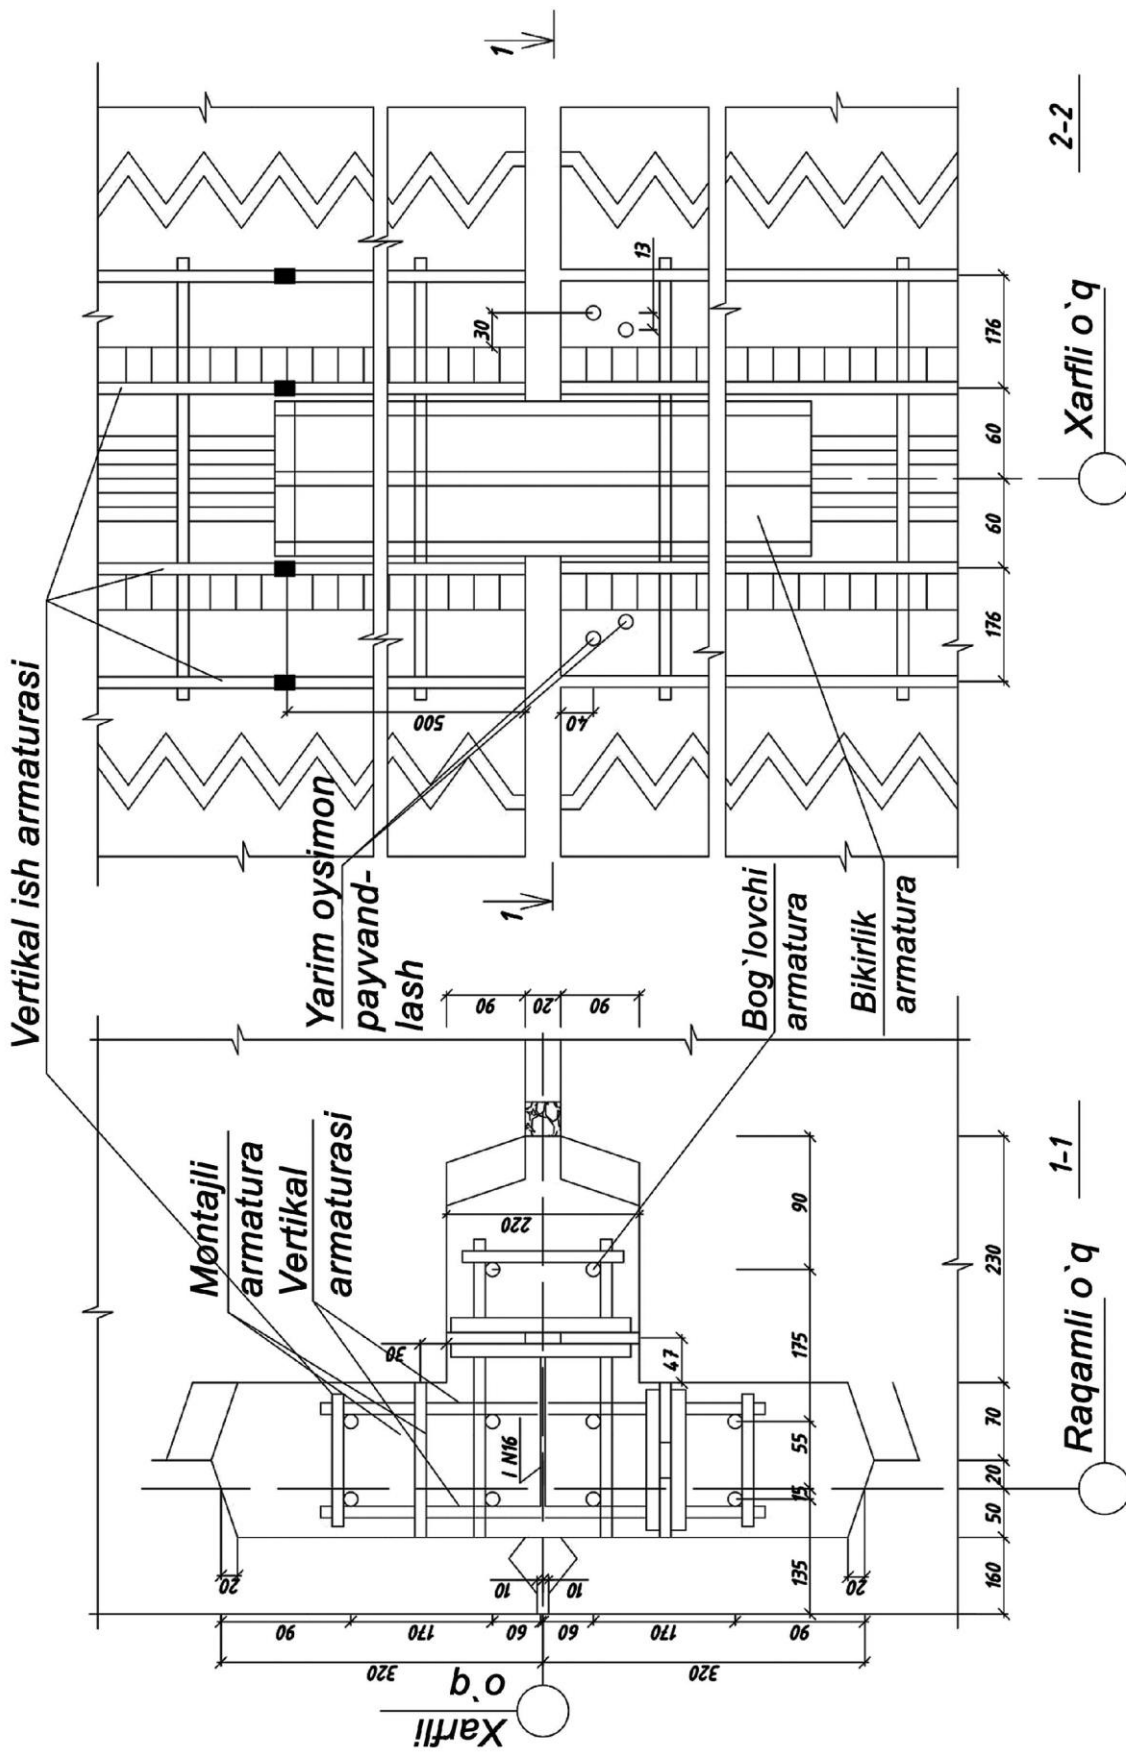 Vertikal ish armaturasi
Montajli
armatura
Vertikal
armaturasi
Yarim oysimon
payvand-
lash
Bog`lovchi
armatura
Bikirlik
armatura
1
1
500
40
30
13
176
60
60
176
Xarfli o`q
2-2
90
20
90
220
30
47
I N16
10
10
20
20
90
170
60
60
170
90
320
320
Xarfli
o`q
135
15
55
175
90
160
50
20
70
230
Raqamli o`q
1-1